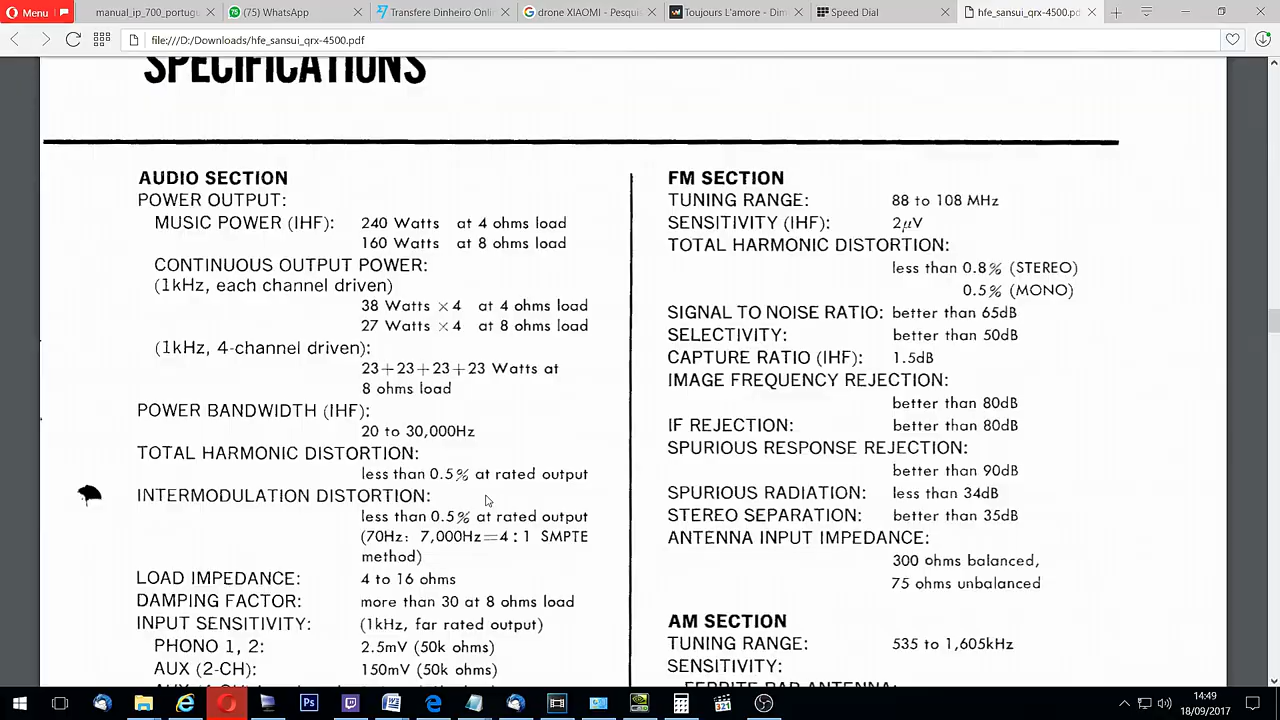 Menu
manual_ip_700_portugu
(75) WhatsApp
Transfere Dinheiro onlin
drone XIAOMI - Pesquis
Toujours L'Heure - Dim
Speed Dial
hfe_sansui_qrx-4500.pd
file:///D:/Downloads/hfe_sansui_qrx-4500.pdf
SPECIFICATIONS
AUDIO SECTION
POWER OUTPUT:
MUSIC POWER (IHF): 240 Watts at 4 ohms load
160 Watts at 8 ohms load
CONTINUOUS OUTPUT POWER:
(1kHz, each channel driven)
38 Watts ×4 at 4 ohms load
27 Watts ×4 at 8 ohms load
(1kHz, 4-channel driven):
23+23+23+23 Watts at
8 ohms load
POWER BANDWIDTH (IHF):
20 to 30,000Hz
TOTAL HARMONIC DISTORTION:
less than 0.5% at rated output
INTERMODULATION DISTORTION:
less than 0.5% at rated output
(70Hz: 7,000Hz=4:1 SMPTE
method)
LOAD IMPEDANCE: 4 to 16 ohms
DAMPING FACTOR: more than 30 at 8 ohms load
INPUT SENSITIVITY: (1kHz, far rated output)
PHONO 1, 2: 2.5mV (50k ohms)
AUX (2-CH): 150mV (50k ohms)
FM SECTION
TUNING RANGE: 88 to 108 MHz
SENSITIVITY (IHF): 2μV
TOTAL HARMONIC DISTORTION:
less than 0.8% (STEREO)
0.5% (MONO)
SIGNAL TO NOISE RATIO: better than 65dB
SELECTIVITY: better than 50dB
CAPTURE RATIO (IHF): 1.5dB
IMAGE FREQUENCY REJECTION:
better than 80dB
IF REJECTION: better than 80dB
SPURIOUS RESPONSE REJECTION:
better than 90dB
SPURIOUS RADIATION: less than 34dB
STEREO SEPARATION: better than 35dB
ANTENNA INPUT IMPEDANCE:
300 ohms balanced,
75 ohms unbalanced
AM SECTION
TUNING RANGE: 535 to 1,605kHz
SENSITIVITY:
FERRITE BAR ANTENNA:
14:49
18/09/2017